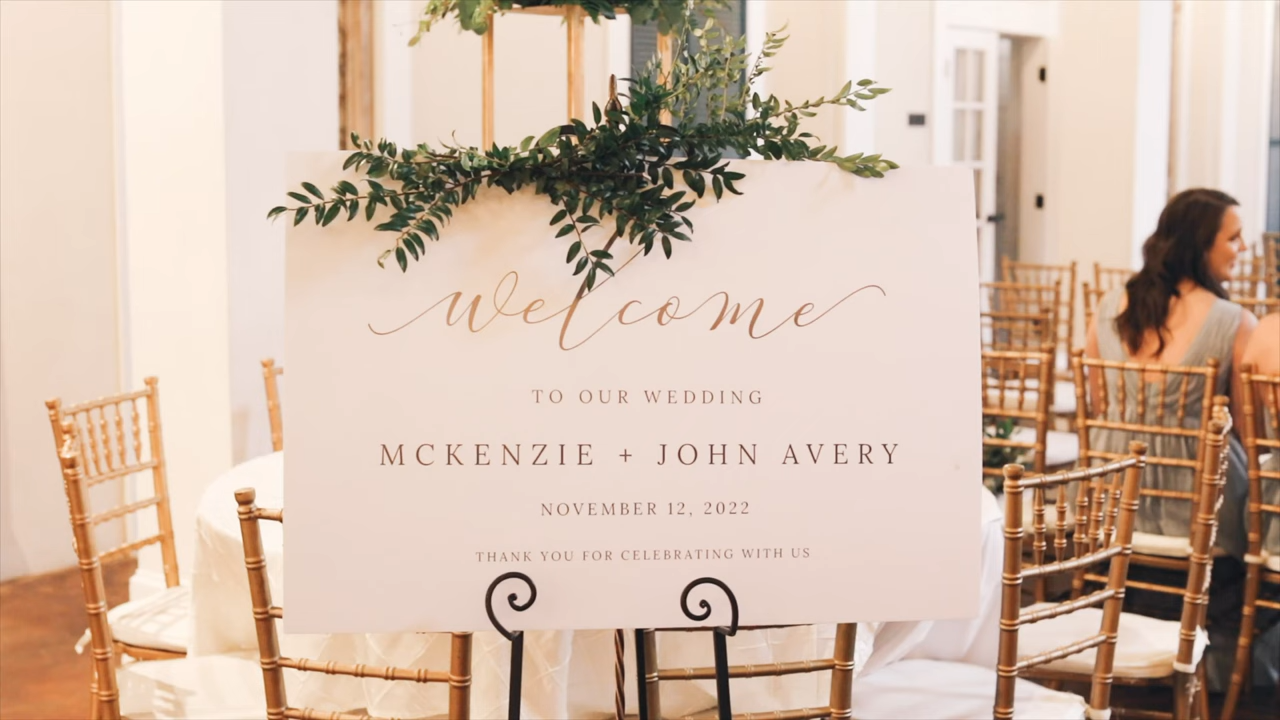 welcome
TO OUR WEDDING
MCKENZIE + JOHN AVERY
NOVEMBER 12, 2022
THANK YOU FOR CELEBRATING WITH US